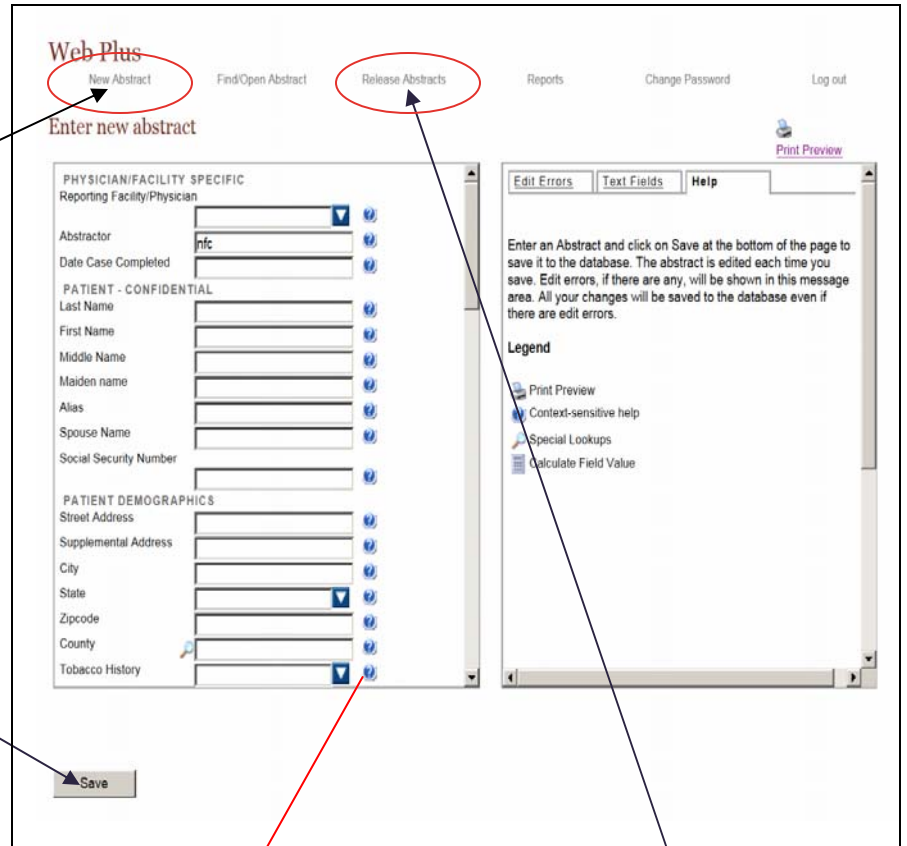 Web Plus
New Abstract Find/Open Abstract Release Abstracts Reports Change Password Log out
Enter new abstract
Print Preview
PHYSICIAN/FACILITY SPECIFIC
Reporting Facility/Physician
Abstractor nfc
Date Case Completed
PATIENT - CONFIDENTIAL
Last Name
First Name
Middle Name
Maiden name
Alias
Spouse Name
Social Security Number
PATIENT DEMOGRAPHICS
Street Address
Supplemental Address
City
State
Zipcode
County
Tobacco History
Edit Errors Text Fields Help
Enter an Abstract and click on Save at the bottom of the page to
save it to the database. The abstract is edited each time you
save. Edit errors, if there are any, will be shown in this message
area. All your changes will be saved to the database even if
there are edit errors.
Legend
Print Preview
Context-sensitive help
Special Lookups
Calculate Field Value
Save